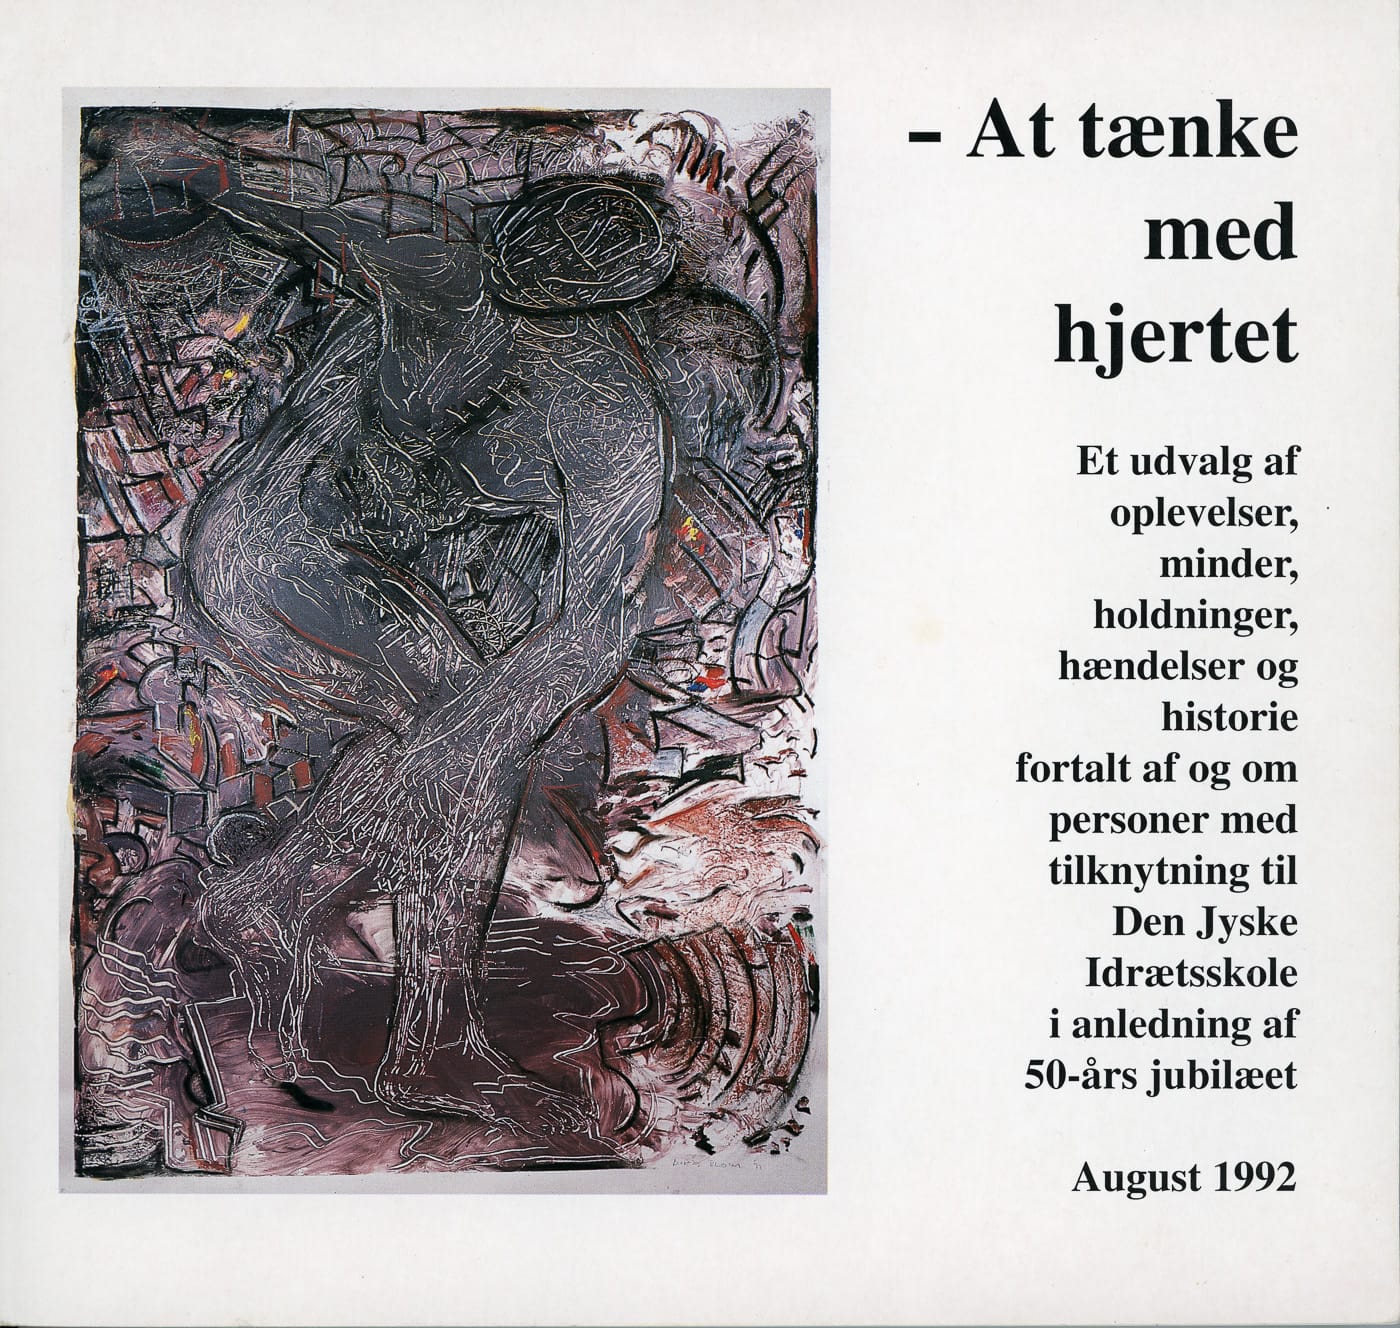 - At tænke
med
hjertet
Et udvalg af
oplevelser,
minder,
holdninger,
hændelser og
historie
fortalt af og om
personer med
tilknytning til
Den Jyske
Idrætsskole
i anledning af
50-års jubilæet
August 1992